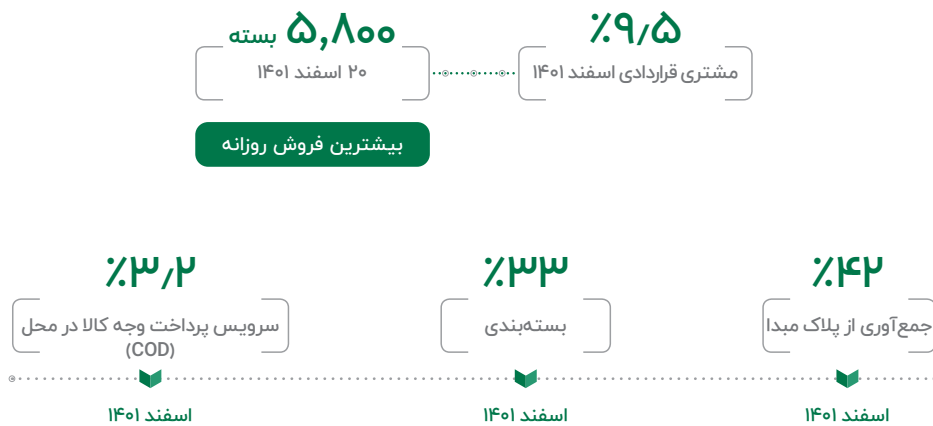 ٪۹٫۵
مشتری قراردادی اسفند ۱۴۰۱
۵,۸۰۰ بسته
۲۰ اسفند ۱۴۰۱
بیشترین فروش روزانه
٪۴۲
جمع‌آوری از پلاک مبدا
اسفند ۱۴۰۱
٪۳۳
بسته‌بندی
اسفند ۱۴۰۱
٪۳٫۲
سرویس پرداخت وجه کالا در محل
(COD)
اسفند ۱۴۰۱